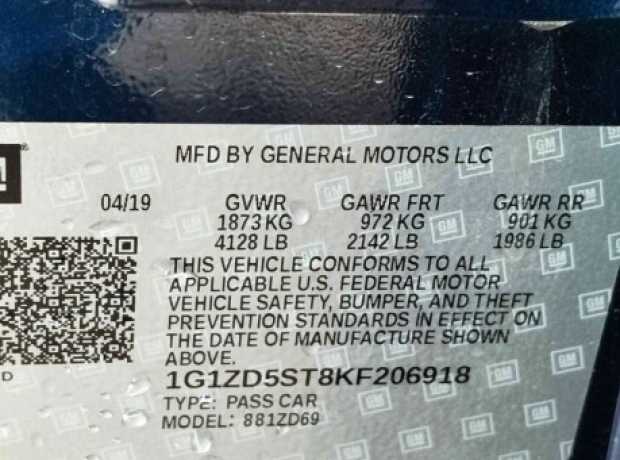 MFD BY GENERAL MOTORS LLC
04/19 GVWR GAWR FRT GAWR RR
1873 KG 972 KG 901 KG
4128 LB 2142 LB 1986 LB
THIS VEHICLE CONFORMS TO ALL
APPLICABLE U.S. FEDERAL MOTOR
VEHICLE SAFETY, BUMPER, AND THEFT
PREVENTION STANDARDS IN EFFECT ON
THE DATE OF MANUFACTURE SHOWN
ABOVE.
1G1ZD5ST8KF206918
TYPE: PASS CAR
MODEL: 881ZD69